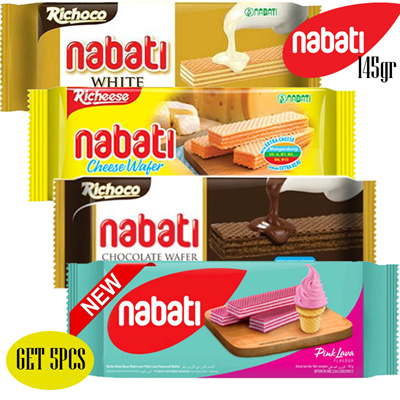 Richoco
nabati
WHITE
NABATI
nabati
145gr
Richeese
nabati
Cheese Wafer
NABATI
Richoco
nabati
CHOCOLATE WAFER
NEW
nabati
Pink Lava
FLAVOUR
GET 5PCS